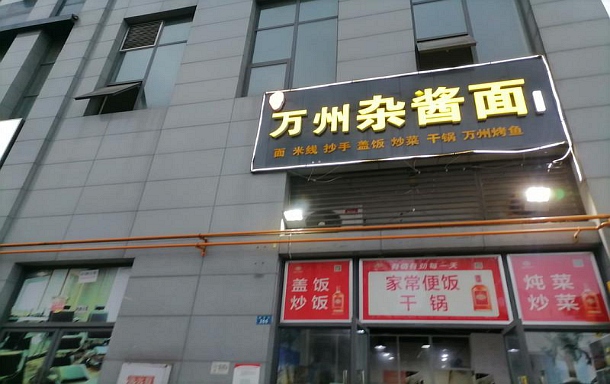 万州杂酱面
面 米线 抄手 盖饭 炒菜 干锅 万州烤鱼
盖饭
炒饭
家常便饭
干锅
炖菜
炒菜